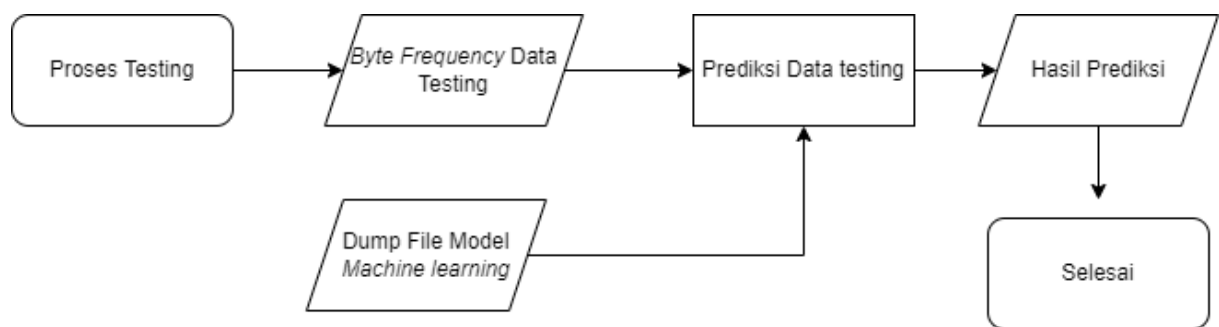 Proses Testing
Byte Frequency Data
Testing
Prediksi Data testing
Hasil Prediksi
Dump File Model
Machine learning
Selesai